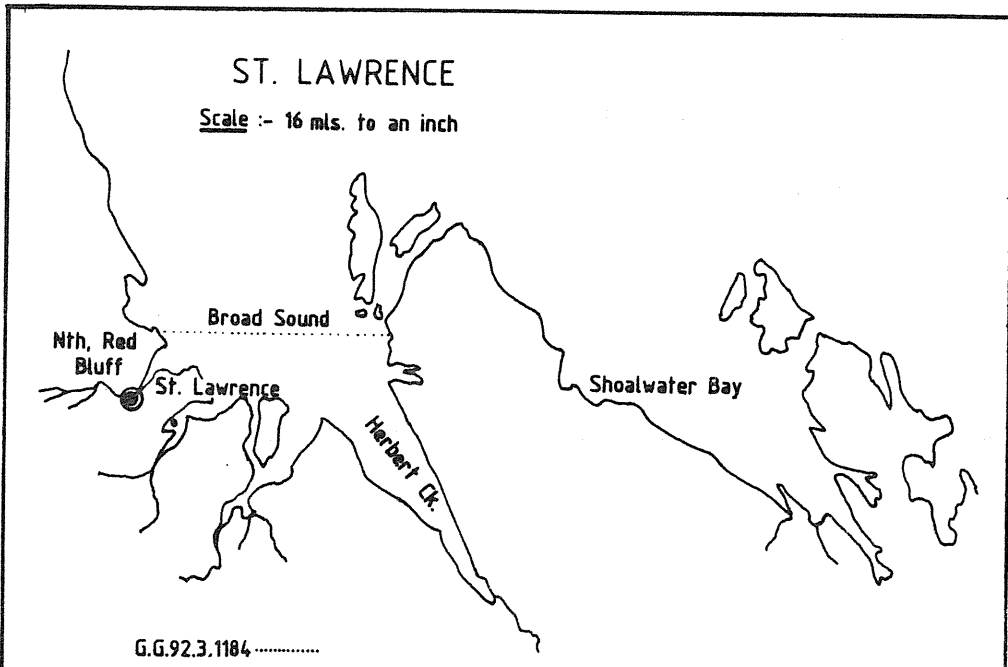 ST. LAWRENCE
Scale :- 16 mls. to an inch
Broad Sound
Nth, Red
Bluff
St. Lawrence
Shoalwater Bay
Herbert Ck.
G.G.92.3.1184 .............